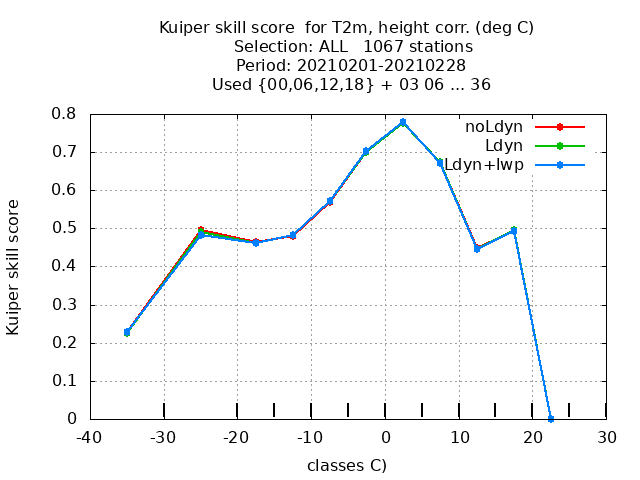 Kuiper skill score  for T2m, height corr. (deg C)
Selection: ALL   1067 stations
Period: 20210201-20210228
Used {00,06,12,18} + 03 06 ... 36
noLdyn
Ldyn
Ldyn+lwp
Kuiper skill score
0.8
0.7
0.6
0.5
0.4
0.3
0.2
0.1
0
-40 -30 -20 -10 0 10 20 30
classes C)